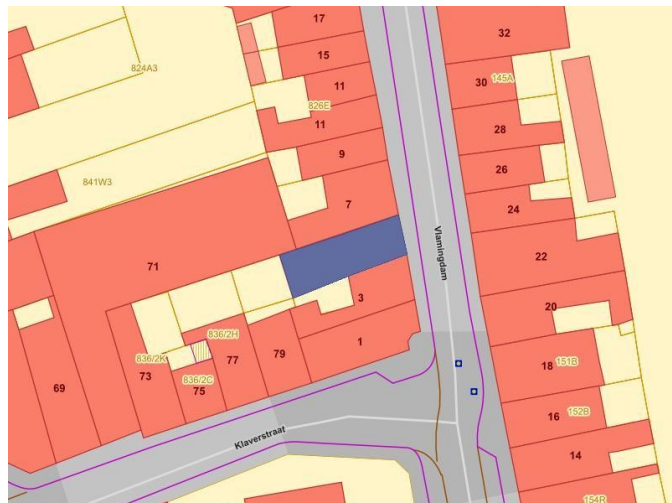 17
32
15
824A3
11
30
145A
826E
11
28
9
26
841W3
7
24
Vlamingdam
22
71
3
20
836/2H
1
836/2K
77
79
18
151B
73
836/2C
75
69
16
152B
Klaverstraat
14
154R